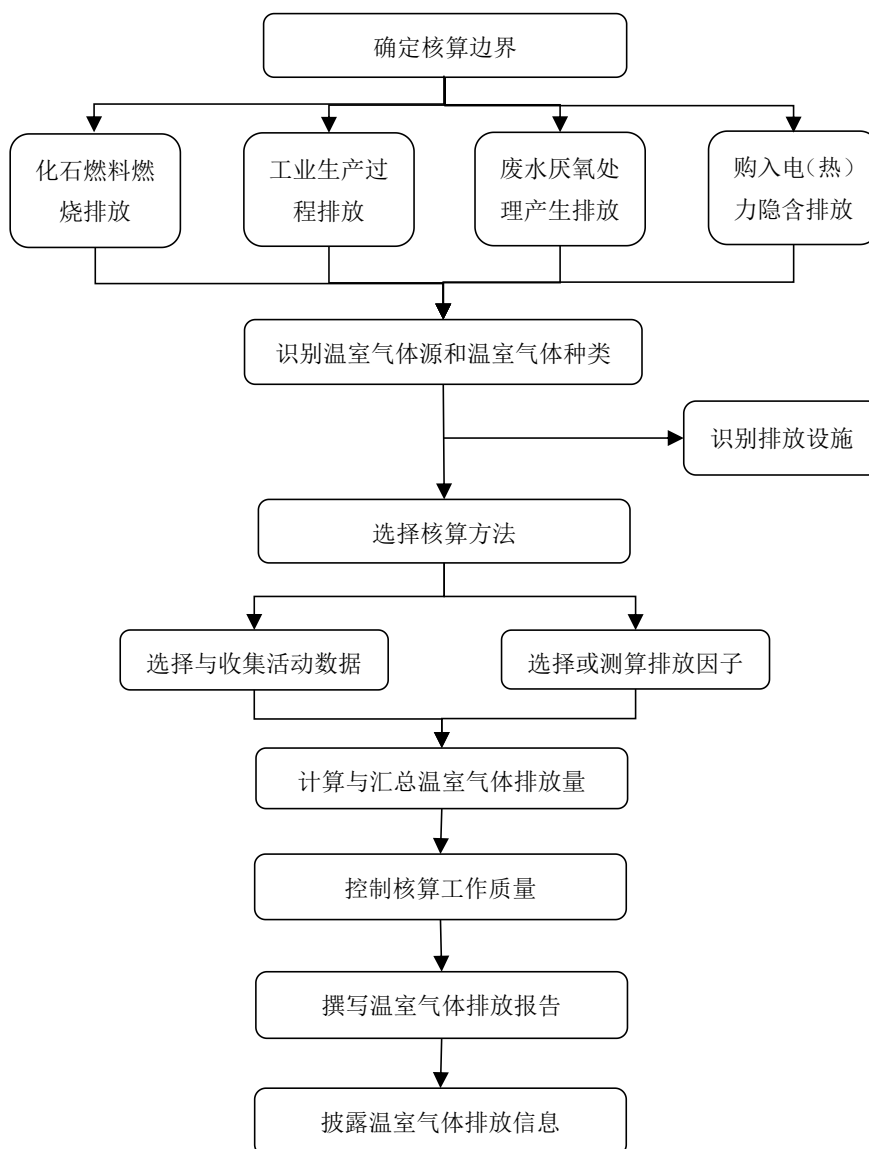 确定核算边界
化石燃料燃
烧排放
工业生产过
程排放
废水厌氧处
理产生排放
购入电（热）
力隐含排放
识别温室气体源和温室气体种类
识别排放设施
选择核算方法
选择与收集活动数据
选择或测算排放因子
计算与汇总温室气体排放量
控制核算工作质量
撰写温室气体排放报告
披露温室气体排放信息